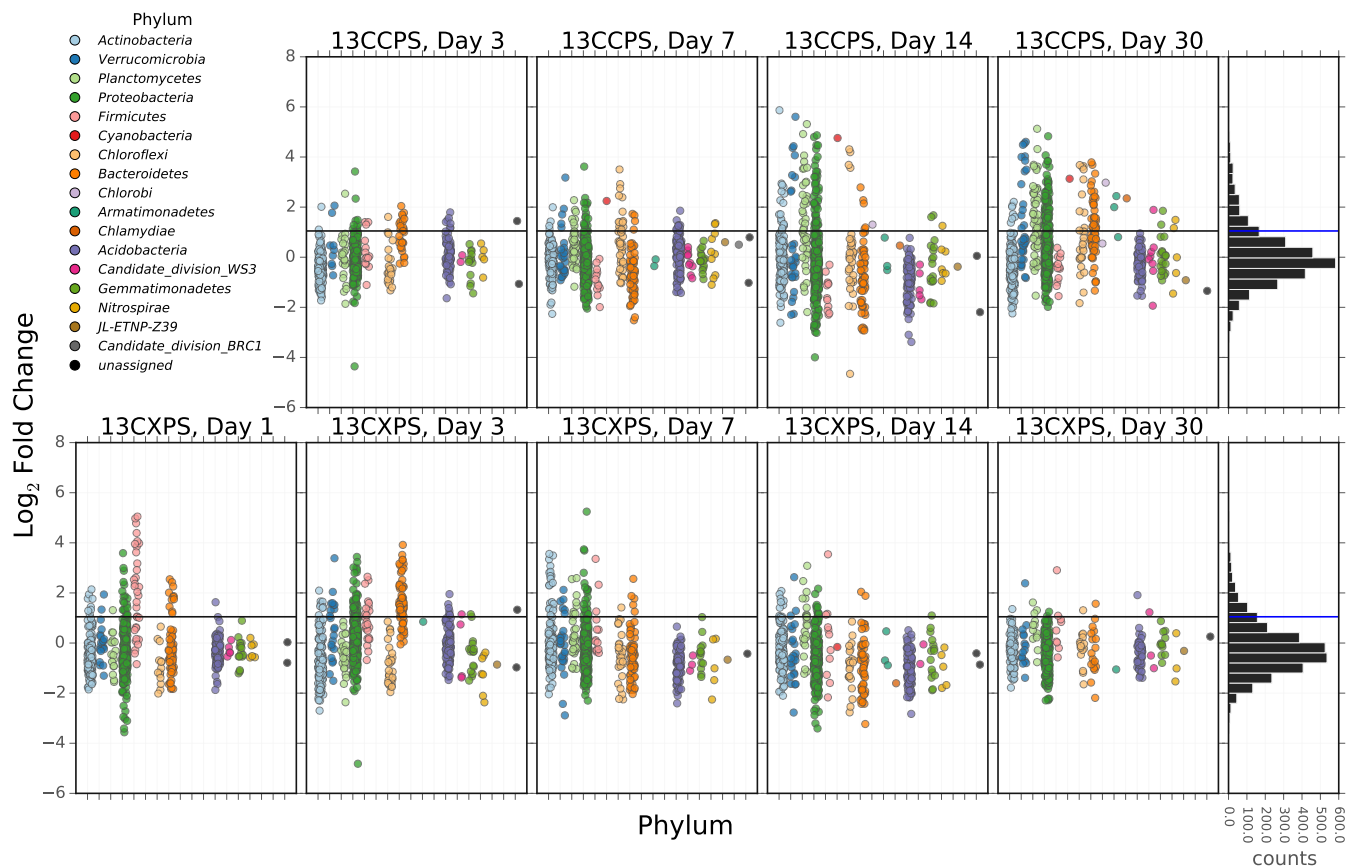 Phylum
Actinobacteria
Verrucomicrobia
Planctomycetes
Proteobacteria
Firmicutes
Cyanobacteria
Chloroflexi
Bacteroidetes
Chlorobi
Armatimonadetes
Chlamydiae
Acidobacteria
Candidate_division_WS3
Gemmatimonadetes
Nitrospirae
JL-ETNP-Z39
Candidate_division_BRC1
unassigned
13CCPS, Day 3
13CCPS, Day 7
13CCPS, Day 14
13CCPS, Day 30
8
6
4
2
0
−2
−4
−6
Log₂ Fold Change
13CXPS, Day 1
13CXPS, Day 3
13CXPS, Day 7
13CXPS, Day 14
13CXPS, Day 30
8
6
4
2
0
−2
−4
−6
0.0
100.0
200.0
300.0
400.0
500.0
600.0
Phylum
counts